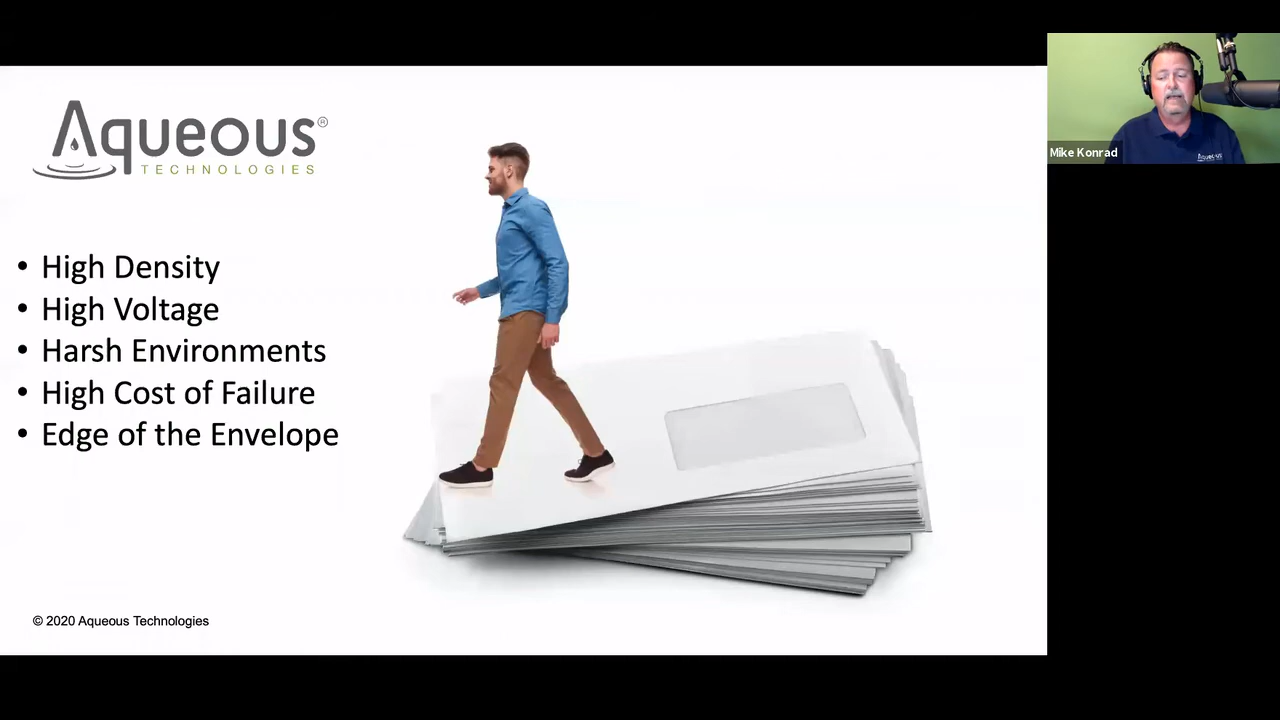 Aqueous®
TECHNOLOGIES
• High Density
• High Voltage
• Harsh Environments
• High Cost of Failure
• Edge of the Envelope
© 2020 Aqueous Technologies
Mike Konrad
Aqueous